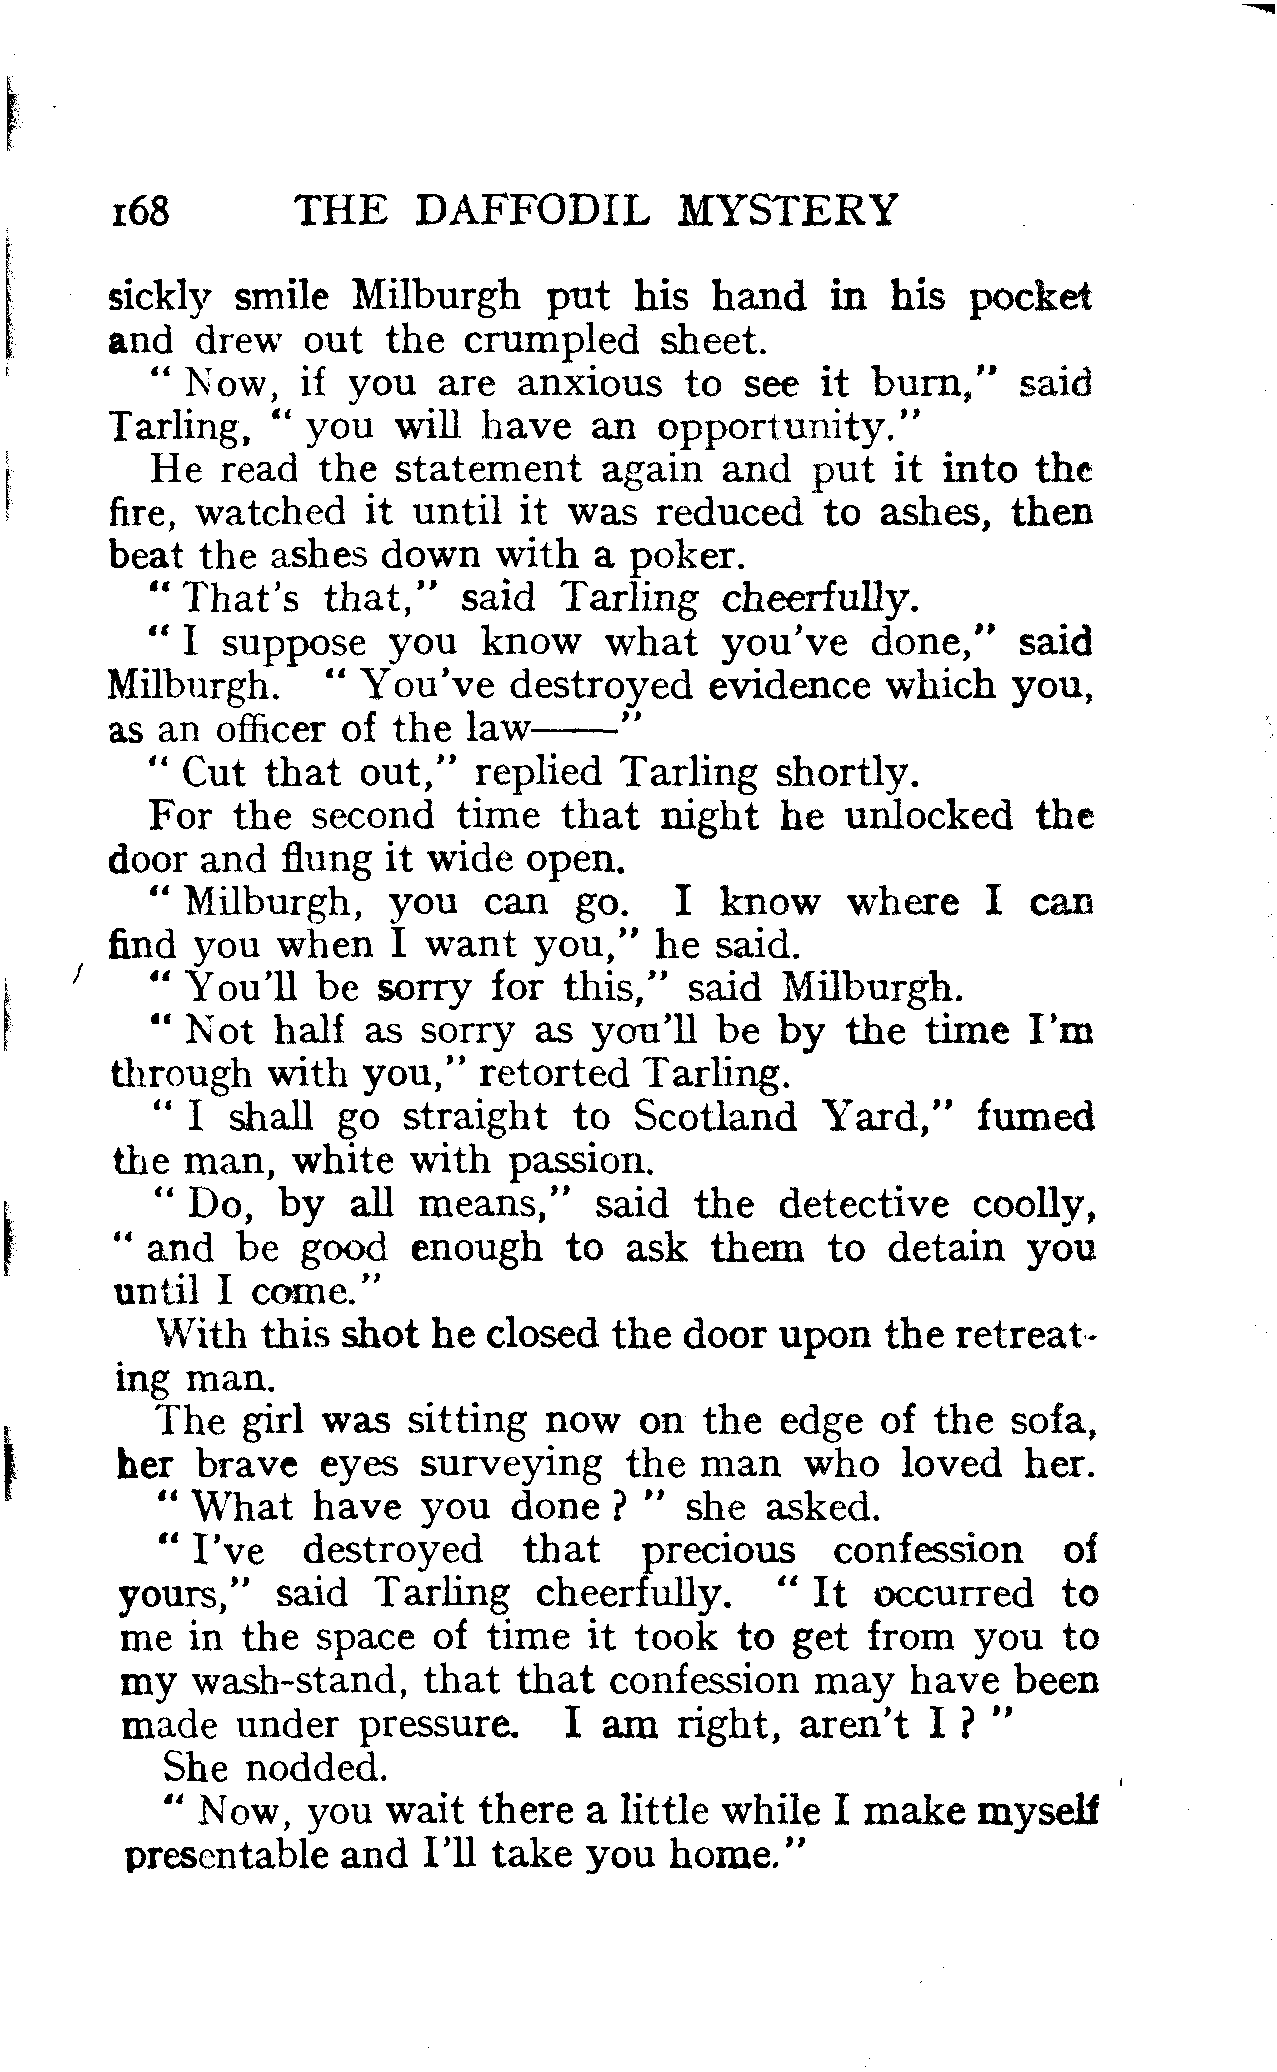 168 THE DAFFODIL MYSTERY
sickly smile Milburgh put his hand in his pocket
and drew out the crumpled sheet.
" Now, if you are anxious to see it burn," said
Tarling, " you will have an opportunity."
He read the statement again and put it into the
fire, watched it until it was reduced to ashes, then
beat the ashes down with a poker.
" That's that," said Tarling cheerfully.
" I suppose you know what you've done," said
Milburgh. " You've destroyed evidence which you,
as an officer of the law——"
" Cut that out," replied Tarling shortly.
For the second time that night he unlocked the
door and flung it wide open.
" Milburgh, you can go. I know where I can
find you when I want you," he said.
" You'll be sorry for this," said Milburgh.
" Not half as sorry as you'll be by the time I'm
through with you," retorted Tarling.
" I shall go straight to Scotland Yard," fumed
the man, white with passion.
" Do, by all means," said the detective coolly,
" and be good enough to ask them to detain you
until I come."
With this shot he closed the door upon the retreat-
ing man.
The girl was sitting now on the edge of the sofa,
her brave eyes surveying the man who loved her.
" What have you done ? " she asked.
" I've destroyed that precious confession of
yours," said Tarling cheerfully. " It occurred to
me in the space of time it took to get from you to
my wash-stand, that that confession may have been
made under pressure. I am right, aren't I ? "
She nodded.
" Now, you wait there a little while I make myself
presentable and I'll take you home."